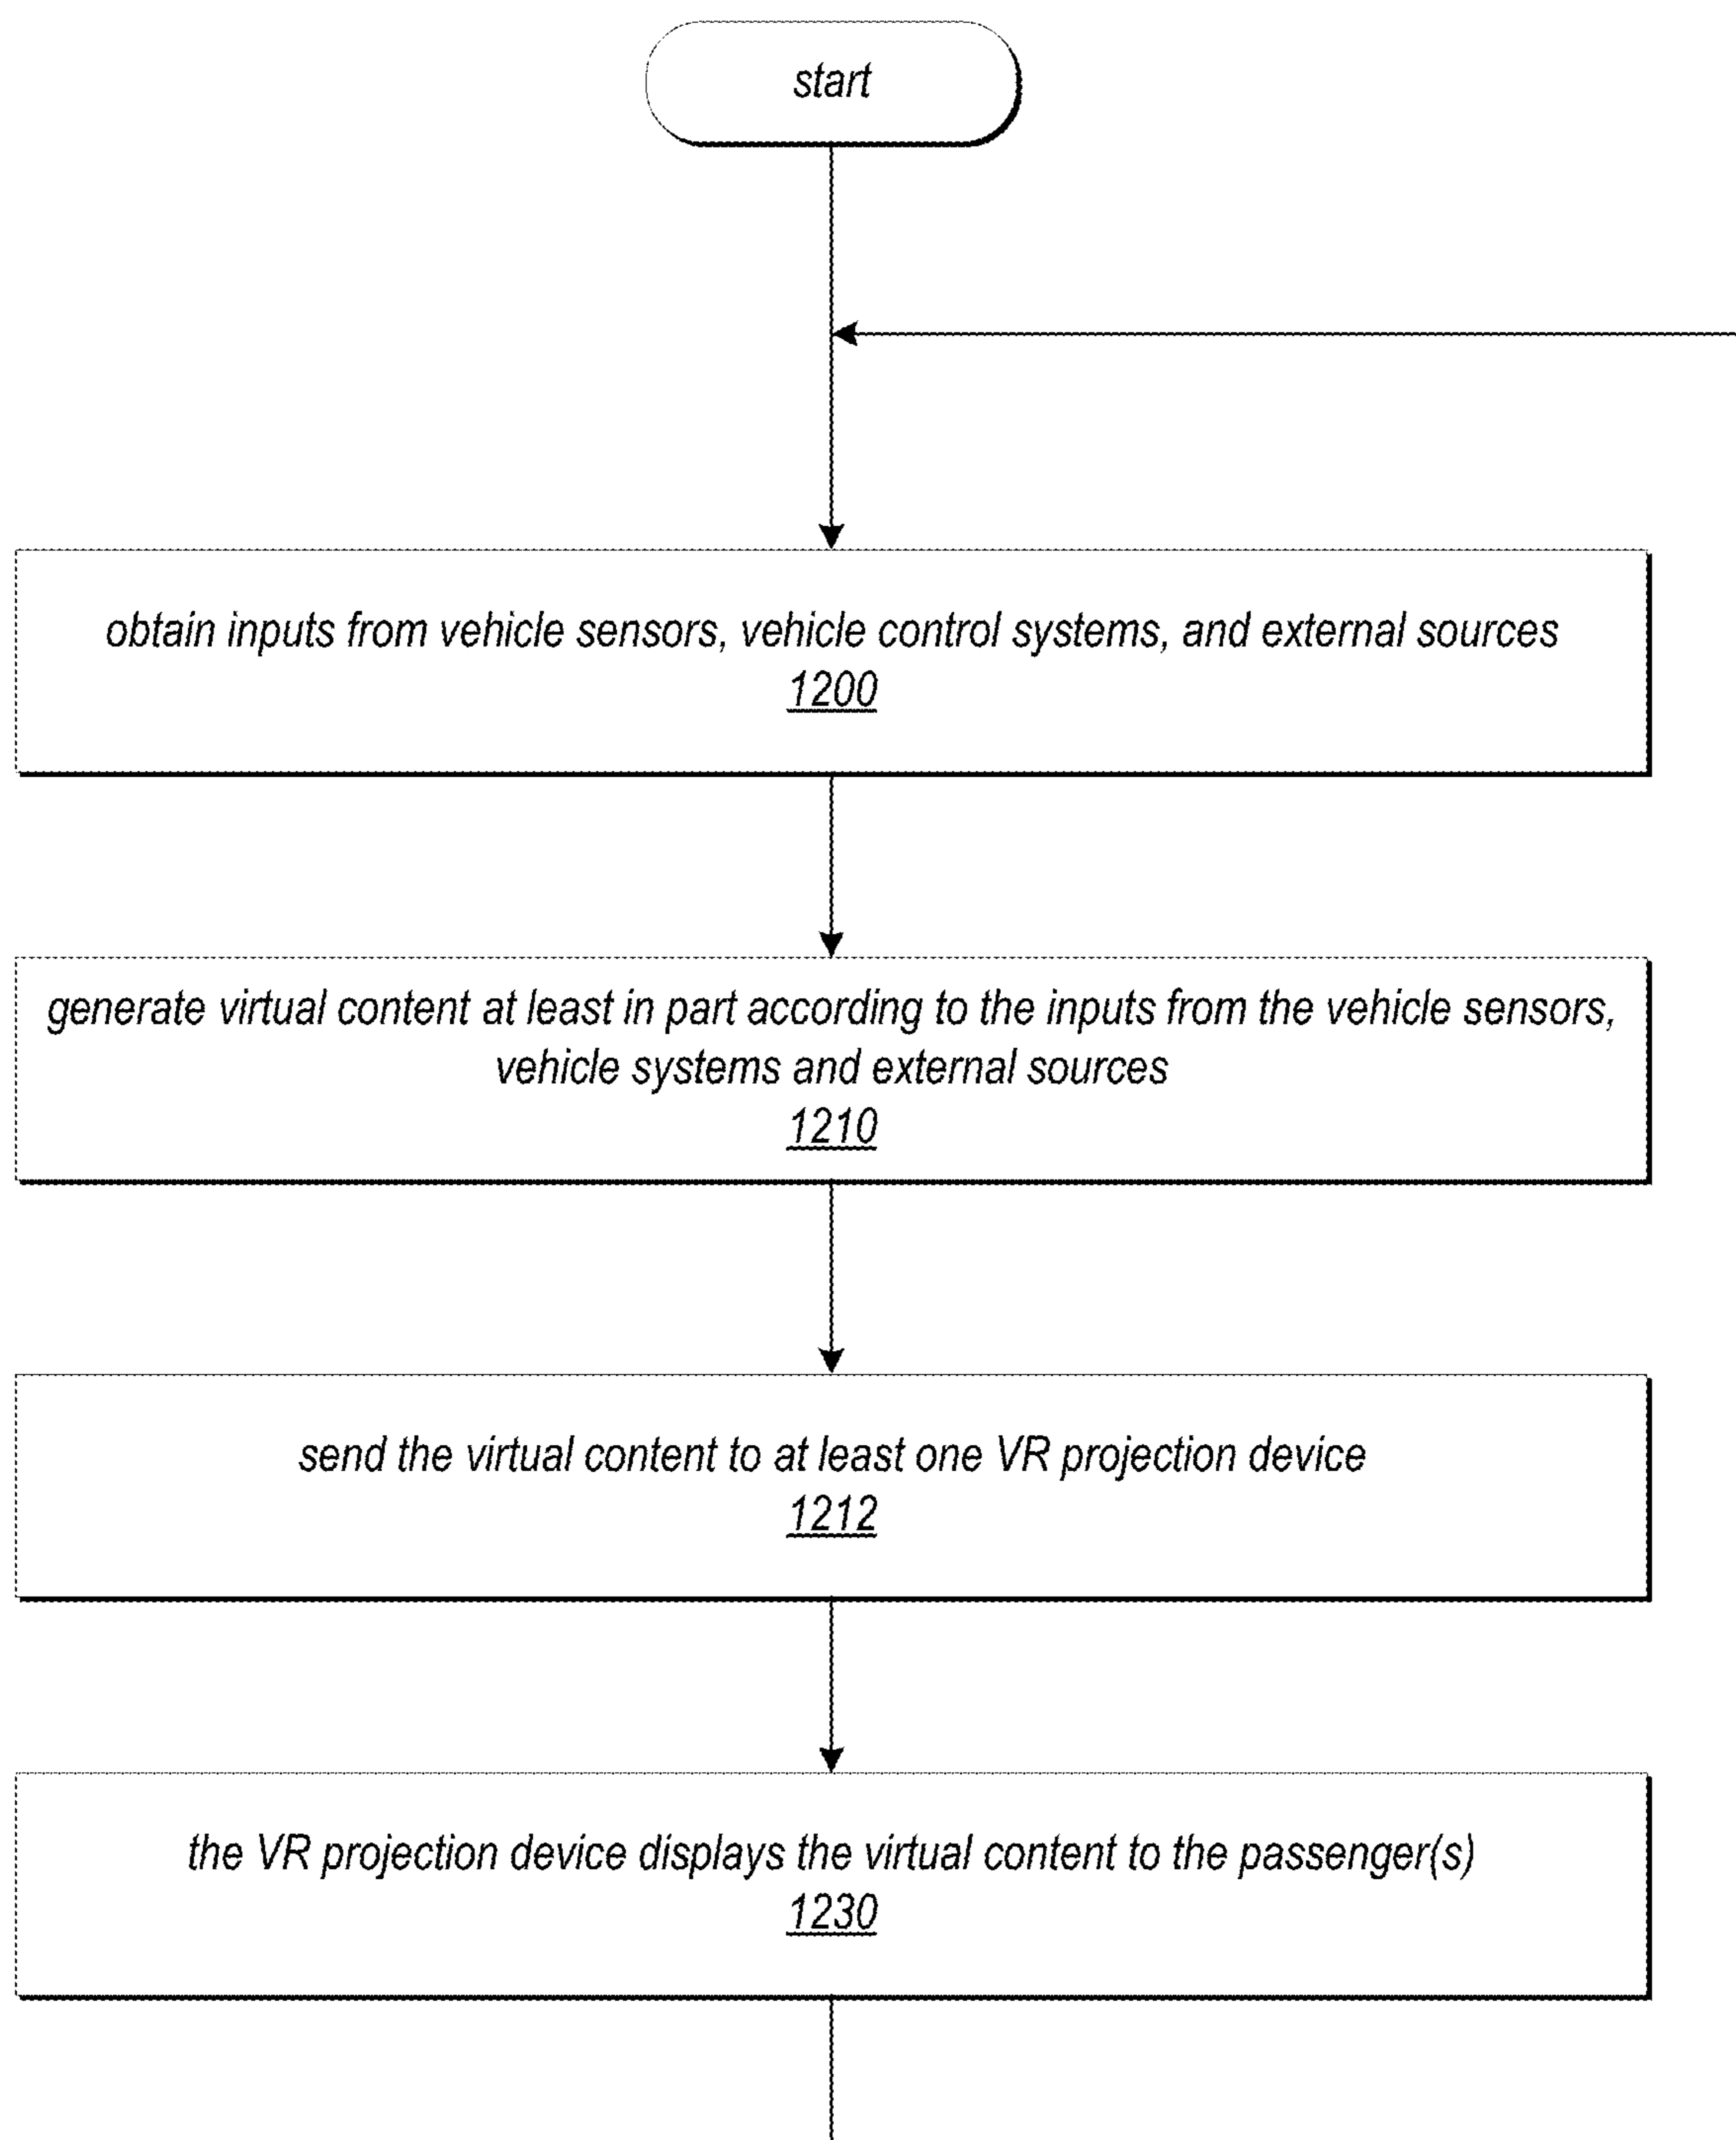 start
obtain inputs from vehicle sensors, vehicle control systems, and external sources
1200
generate virtual content at least in part according to the inputs from the vehicle sensors,
vehicle systems and external sources
1210
send the virtual content to at least one VR projection device
1212
the VR projection device displays the virtual content to the passenger(s)
1230